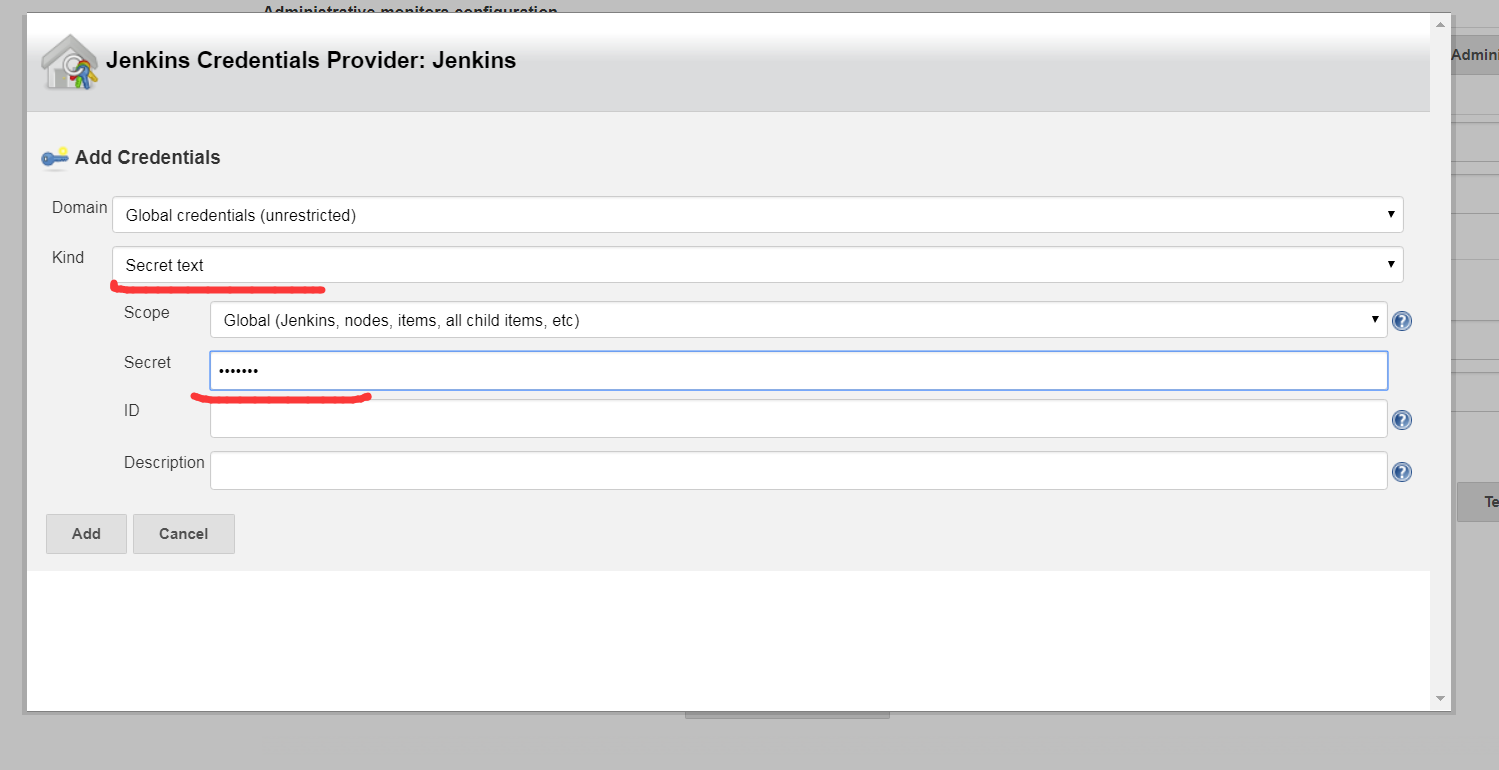 Administrative monitors configuration
Jenkins Credentials Provider: Jenkins
Admini
Add Credentials
Domain
Global credentials (unrestricted)
Kind
Secret text
Scope
Global (Jenkins, nodes, items, all child items, etc)
Secret
•••••••
ID
Description
Te
Add
Cancel